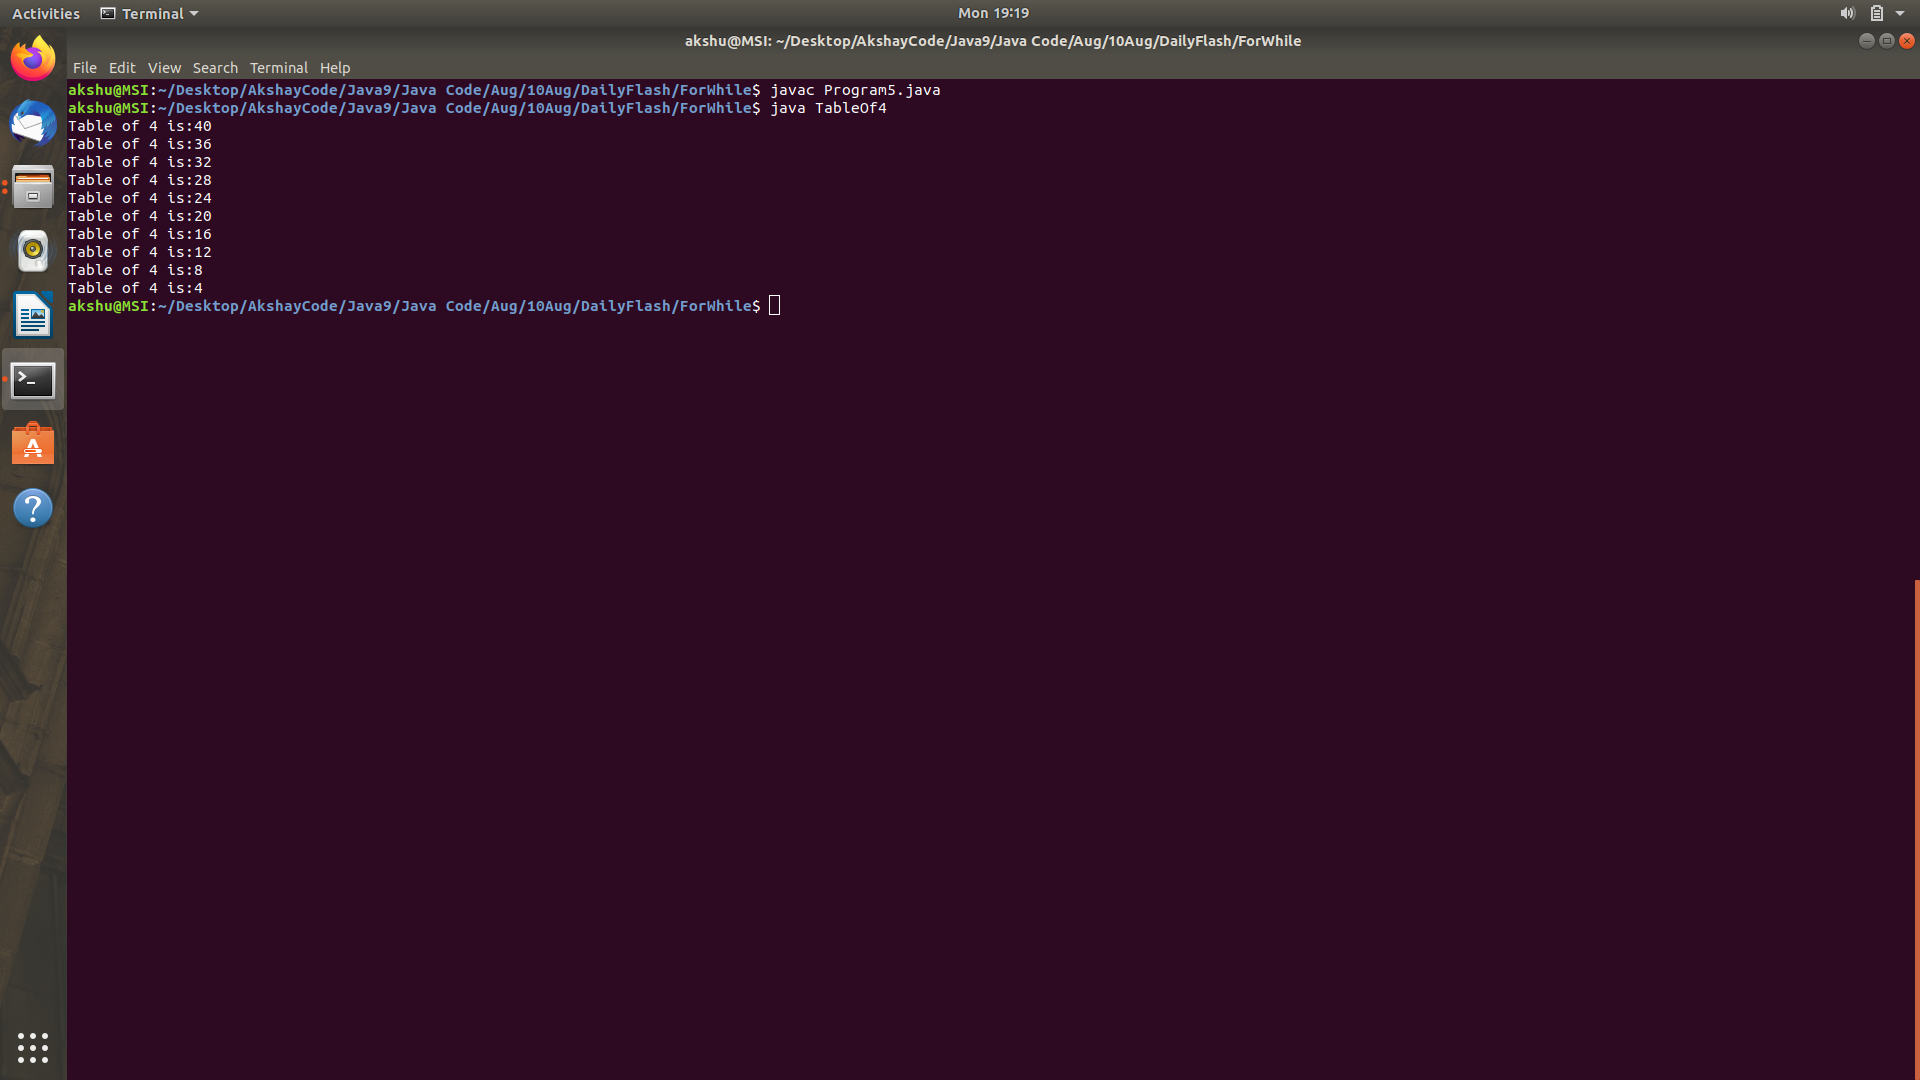 Activities Terminal Mon 19:19
akshu@MSI: ~/Desktop/AkshayCode/Java9/Java Code/Aug/10Aug/DailyFlash/ForWhile
File Edit View Search Terminal Help
akshu@MSI:~/Desktop/AkshayCode/Java9/Java Code/Aug/10Aug/DailyFlash/ForWhile$ javac Program5.java
akshu@MSI:~/Desktop/AkshayCode/Java9/Java Code/Aug/10Aug/DailyFlash/ForWhile$ java TableOf4
Table of 4 is:40
Table of 4 is:36
Table of 4 is:32
Table of 4 is:28
Table of 4 is:24
Table of 4 is:20
Table of 4 is:16
Table of 4 is:12
Table of 4 is:8
Table of 4 is:4
akshu@MSI:~/Desktop/AkshayCode/Java9/Java Code/Aug/10Aug/DailyFlash/ForWhile$